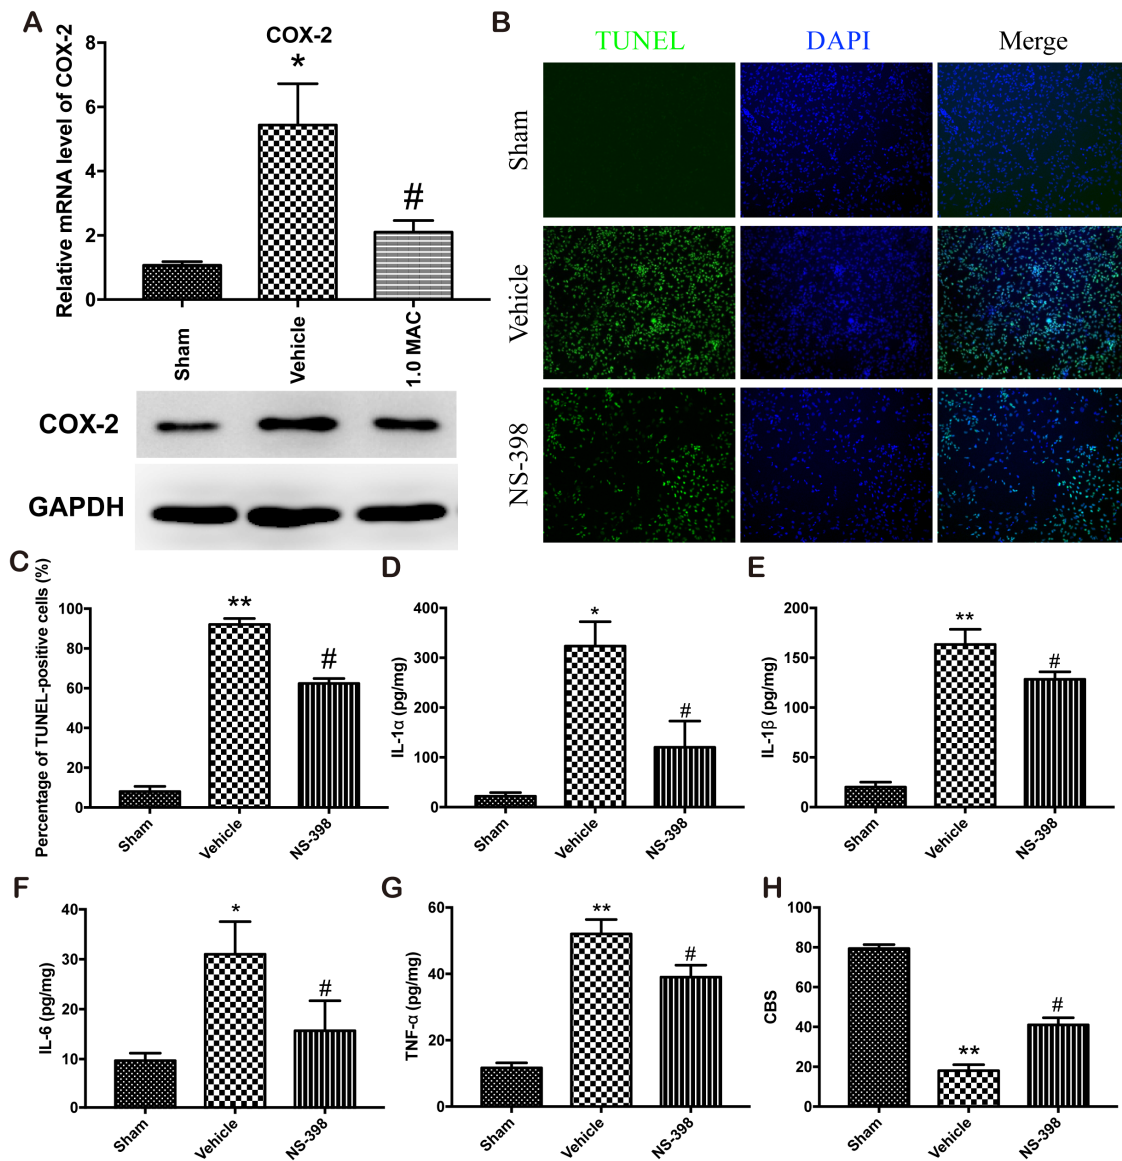 A
COX-2
*
#
Relative mRNA level of COX-2
8
6
4
2
0
Sham
Vehicle
1.0 MAC
COX-2
GAPDH
B
TUNEL DAPI Merge
Sham
Vehicle
NS-398
C
Percentage of TUNEL-positive cells (%)
100
80
60
40
20
0
**
#
Sham
Vehicle
NS-398
D
IL-1α (pg/mg)
400
300
200
100
0
*
#
Sham
Vehicle
NS-398
E
IL-1β (pg/mg)
200
150
100
50
0
**
#
Sham
Vehicle
NS-398
F
IL-6 (pg/mg)
40
30
20
10
0
*
#
Sham
Vehicle
NS-398
G
TNF-α (pg/mg)
60
40
20
0
**
#
Sham
Vehicle
NS-398
H
CBS
100
80
60
40
20
0
**
#
Sham
Vehicle
NS-398